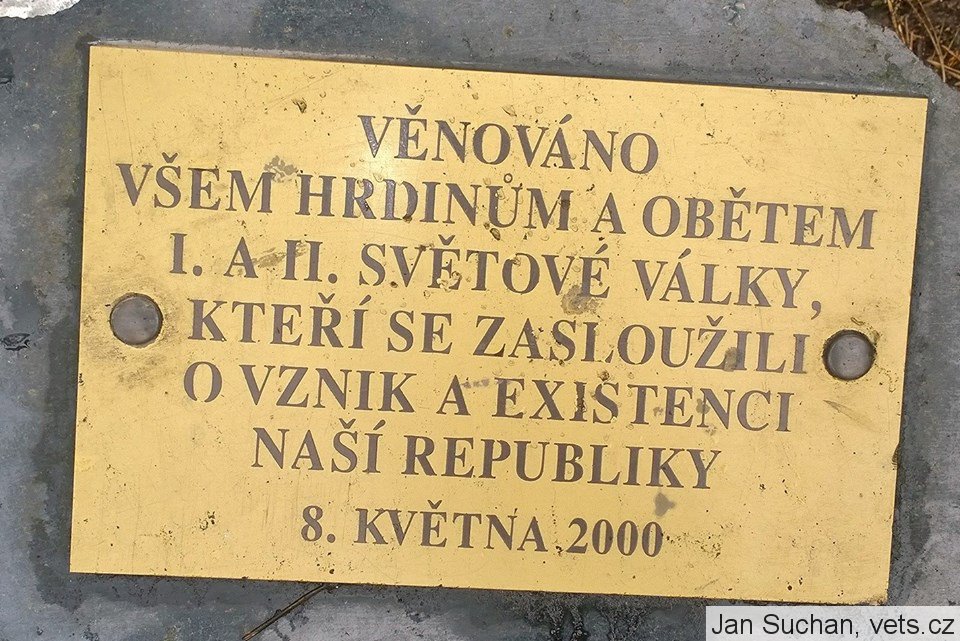 VĚNOVÁNO
VŠEM HRDINŮM A OBĚTEM
I. A II. SVĚTOVÉ VÁLKY,
KTEŘÍ SE ZASLOUŽILI
O VZNIK A EXISTENCI
NAŠÍ REPUBLIKY
8. KVĚTNA 2000
Jan Suchan, vets.cz